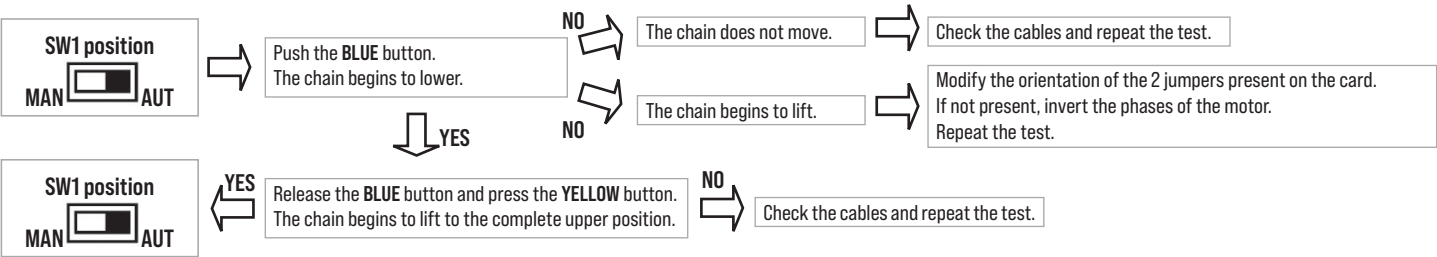 SW1 position
MAN AUT
Push the BLUE button.
The chain begins to lower.
NO
The chain does not move.
Check the cables and repeat the test.
NO
The chain begins to lift.
Modify the orientation of the 2 jumpers present on the card.
If not present, invert the phases of the motor.
Repeat the test.
YES
SW1 position
MAN AUT
YES
Release the BLUE button and press the YELLOW button.
The chain begins to lift to the complete upper position.
NO
Check the cables and repeat the test.